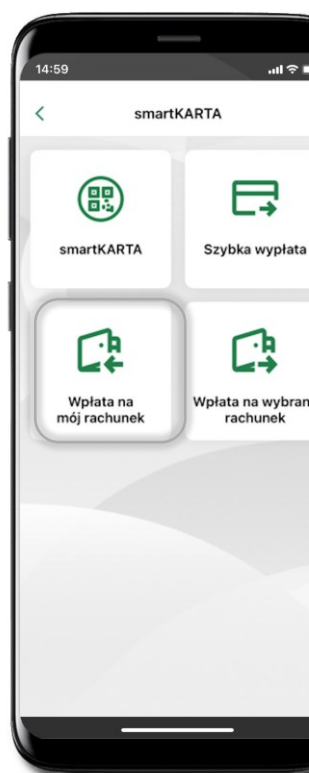 14:59
smartKARTA
smartKARTA
Szybka wypłata
Wpłata na
mój rachunek
Wpłata na wybran
rachunek